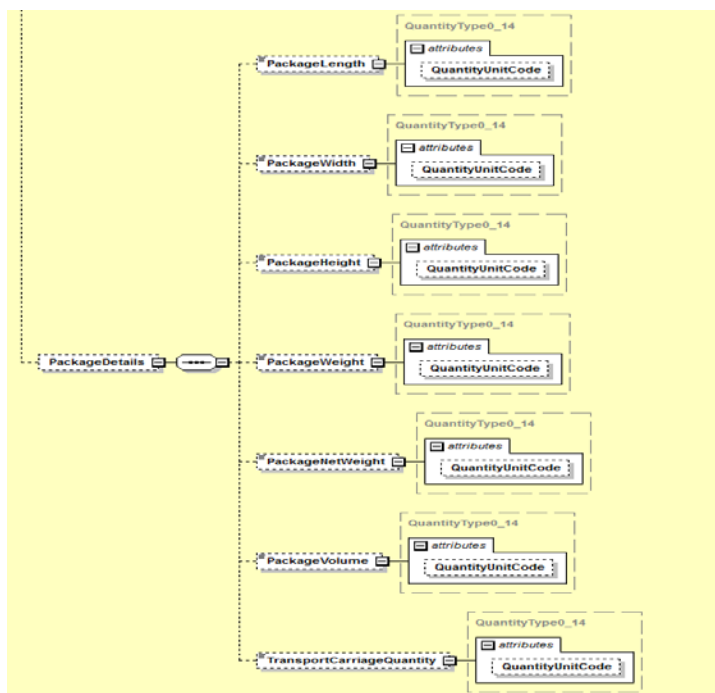 QuantityType0_14
attributes
PackageLength
QuantityUnitCode
QuantityType0_14
attributes
PackageWidth
QuantityUnitCode
QuantityType0_14
attributes
PackageHeight
QuantityUnitCode
QuantityType0_14
attributes
PackageDetails
PackageWeight
QuantityUnitCode
QuantityType0_14
attributes
PackageNetWeight
QuantityUnitCode
QuantityType0_14
attributes
PackageVolume
QuantityUnitCode
QuantityType0_14
attributes
TransportCarriageQuantity
QuantityUnitCode